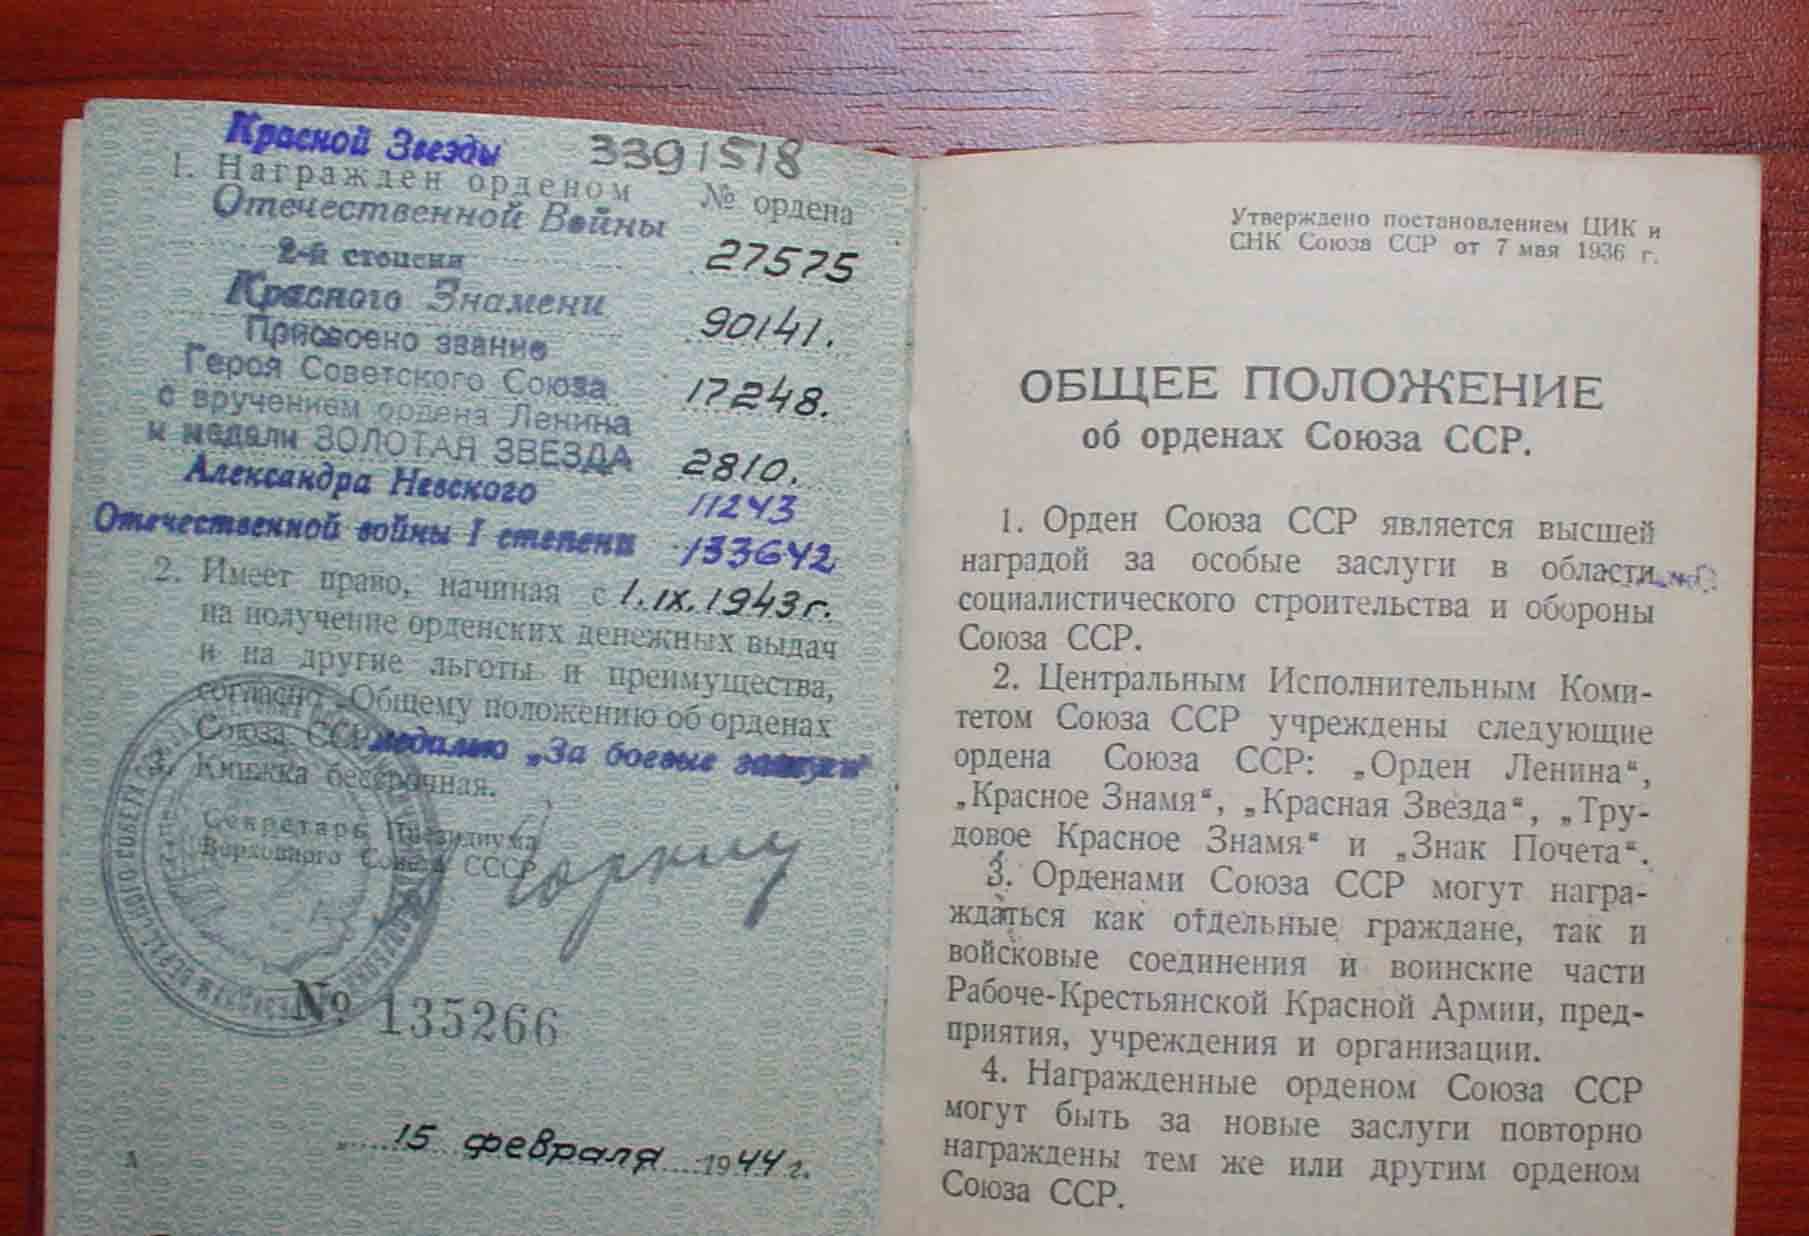 Красной Звезды 3391518
1. Награжден орденом № ордена
Отечественной Войны
2-й степени 27575
Красного Знамени 90141.
Присвоено звание
Героя Советского Союза 17248.
с вручением ордена Ленина
и медали ЗОЛОТАЯ ЗВЕЗДА 2810.
Александра Невского 11243
Отечественной войны I степени 133642
2. Имеет право, начиная с 1.IX.1943 г.
на получение орденских денежных выдач
и на другие льготы и преимущества,
согласно „Общему положению об орденах
Союза ССР медалью „За боевые заслуги"
3. Книжка бессрочная.
Секретарь Президиума
Верховного Совета СССР
№ 135266
15 февраля 1944 г.
Утверждено постановлением ЦИК и
СНК Союза ССР от 7 мая 1936 г.
ОБЩЕЕ ПОЛОЖЕНИЕ
об орденах Союза ССР.
1. Орден Союза ССР является высшей
наградой за особые заслуги в области
социалистического строительства и обороны
Союза ССР.
2. Центральным Исполнительным Коми-
тетом Союза ССР учреждены следующие
ордена Союза ССР: „Орден Ленина“,
„Красное Знамя“, „Красная Звезда“, „Тру-
довое Красное Знамя“ и „Знак Почета“.
3. Орденами Союза ССР могут награ-
ждаться как отдельные граждане, так и
войсковые соединения и воинские части
Рабоче-Крестьянской Красной Армии, пред-
приятия, учреждения и организации.
4. Награжденные орденом Союза ССР
могут быть за новые заслуги повторно
награждены тем же или другим орденом
Союза ССР.